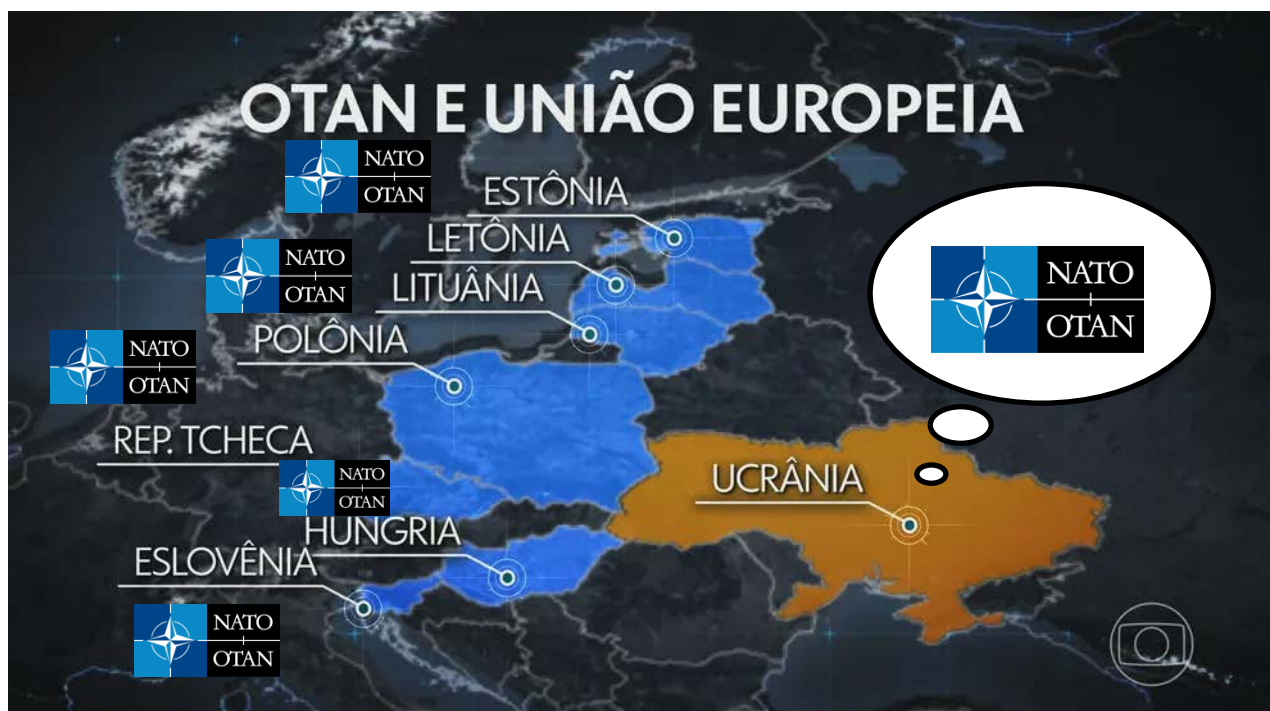 OTAN E UNIÃO EUROPEIA
NATO
OTAN
ESTÔNIA
LETÔNIA
NATO
OTAN
LITUÂNIA
NATO
OTAN
POLÔNIA
NATO
OTAN
REP. TCHECA
NATO
OTAN
UCRÂNIA
HUNGRIA
ESLOVÊNIA
NATO
OTAN